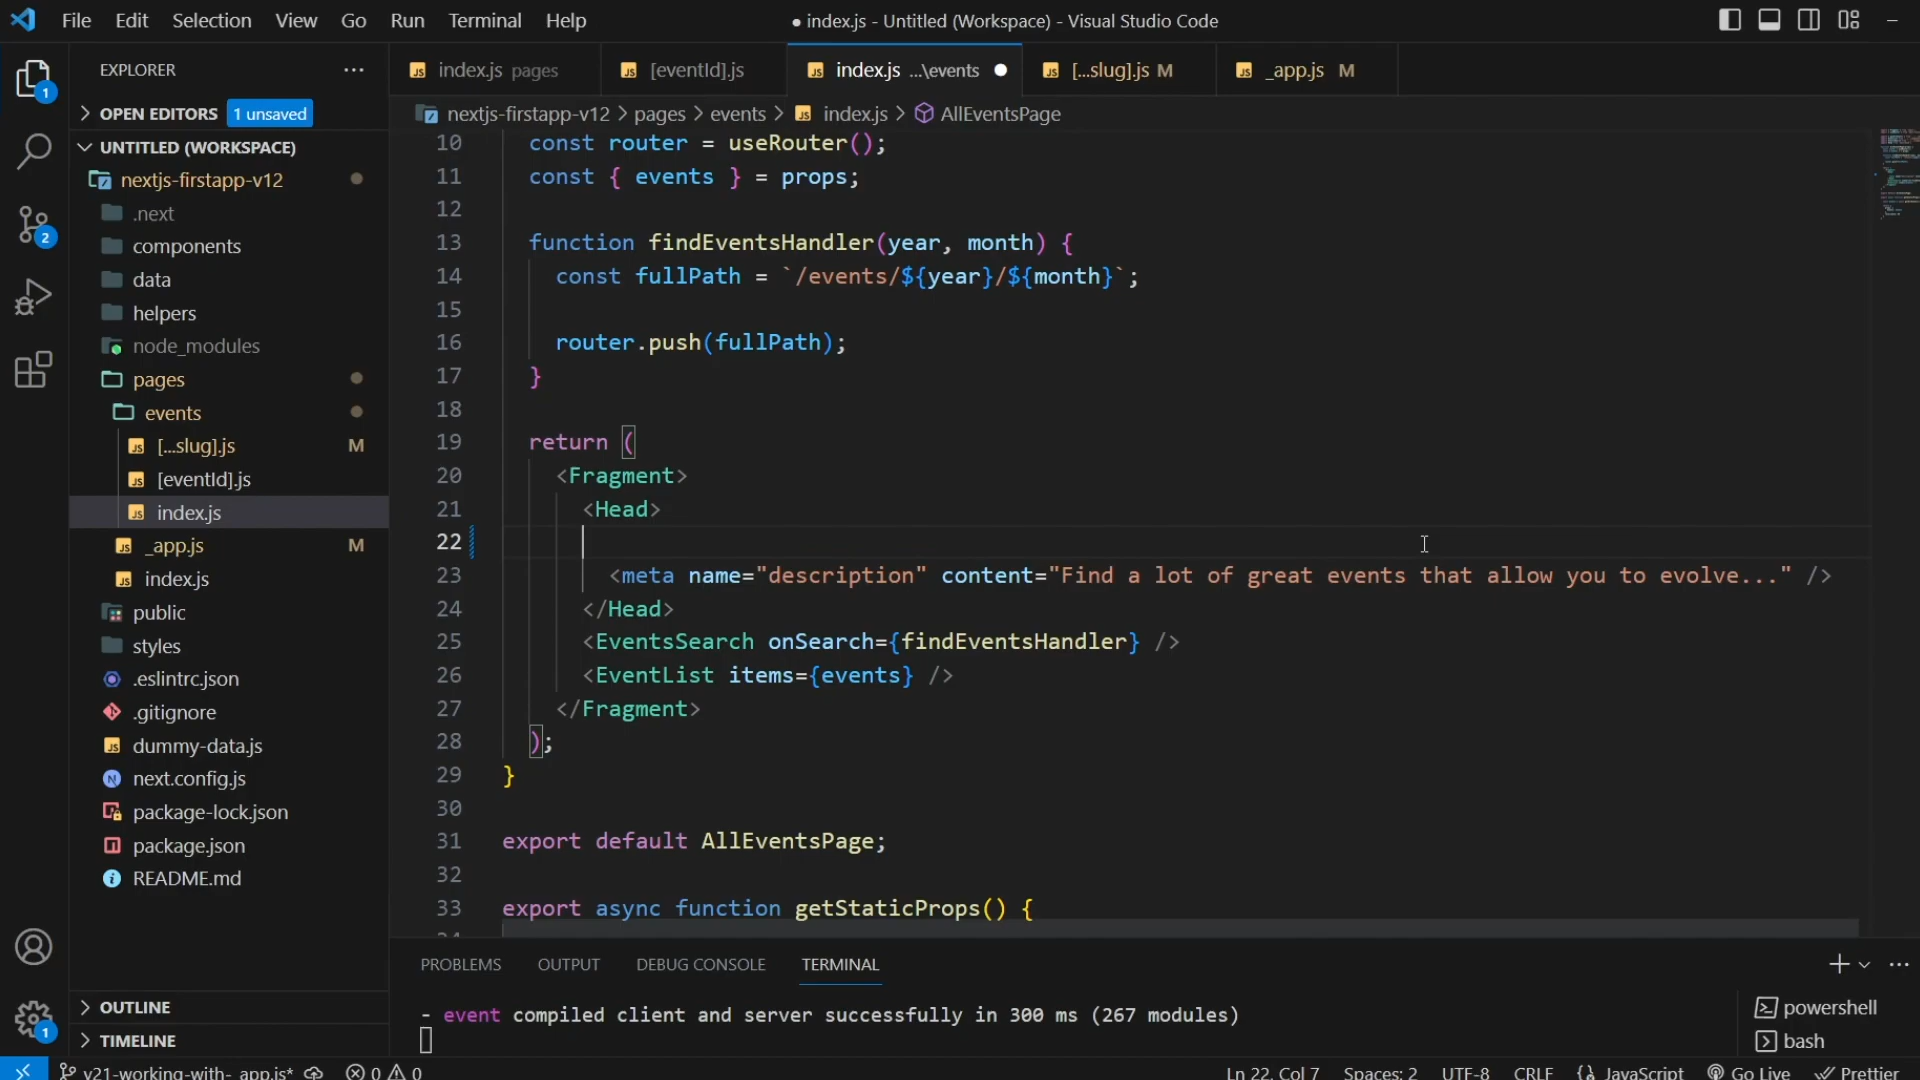 File Edit Selection View Go Run Terminal Help
● index.js - Untitled (Workspace) - Visual Studio Code
EXPLORER
OPEN EDITORS 1 unsaved
UNTITLED (WORKSPACE)
nextjs-firstapp-v12
.next
components
data
helpers
node_modules
pages
events
[...slug].js M
[eventId].js
index.js
_app.js M
index.js
public
styles
.eslintrc.json
.gitignore
dummy-data.js
next.config.js
package-lock.json
package.json
README.md
OUTLINE
TIMELINE
1
2
1
index.js pages
[eventId].js
index.js ...\events
[...slug].js M
_app.js M
nextjs-firstapp-v12 > pages > events > index.js > AllEventsPage
10 const router = useRouter();
11 const { events } = props;
12
13 function findEventsHandler(year, month) {
14 const fullPath = `/events/${year}/${month}`;
15
16 router.push(fullPath);
17 }
18
19 return (
20 <Fragment>
21 <Head>
22
23 <meta name="description" content="Find a lot of great events that allow you to evolve..." />
24 </Head>
25 <EventsSearch onSearch={findEventsHandler} />
26 <EventList items={events} />
27 </Fragment>
28 );
29 }
30
31 export default AllEventsPage;
32
33 export async function getStaticProps() {
PROBLEMS OUTPUT DEBUG CONSOLE TERMINAL
- event compiled client and server successfully in 300 ms (267 modules)
powershell
bash
v21-working-with-_app.js* 0 0
Ln 22, Col 7 Spaces: 2 UTF-8 CRLF {} JavaScript Go Live Prettier